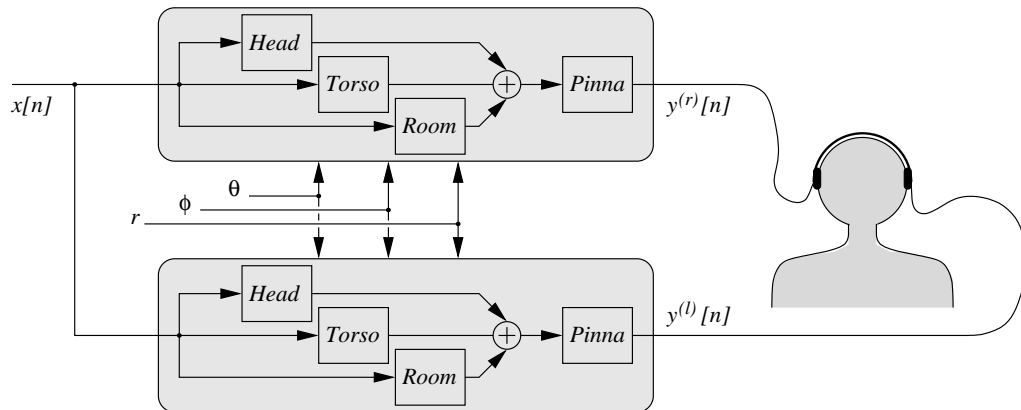 Head
Torso
Room
+
Pinna
x[n]
y^(r)[n]
θ
ϕ
r
Head
Torso
Room
+
Pinna
y^(l)[n]